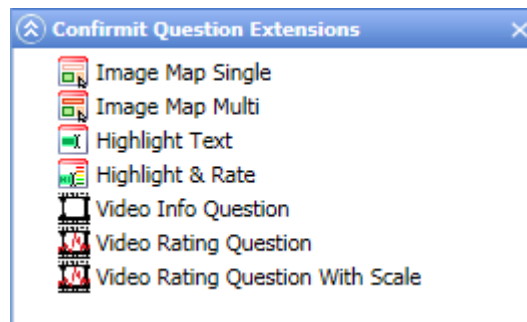 Confirmit Question Extensions
Image Map Single
Image Map Multi
Highlight Text
Highlight & Rate
Video Info Question
Video Rating Question
Video Rating Question With Scale